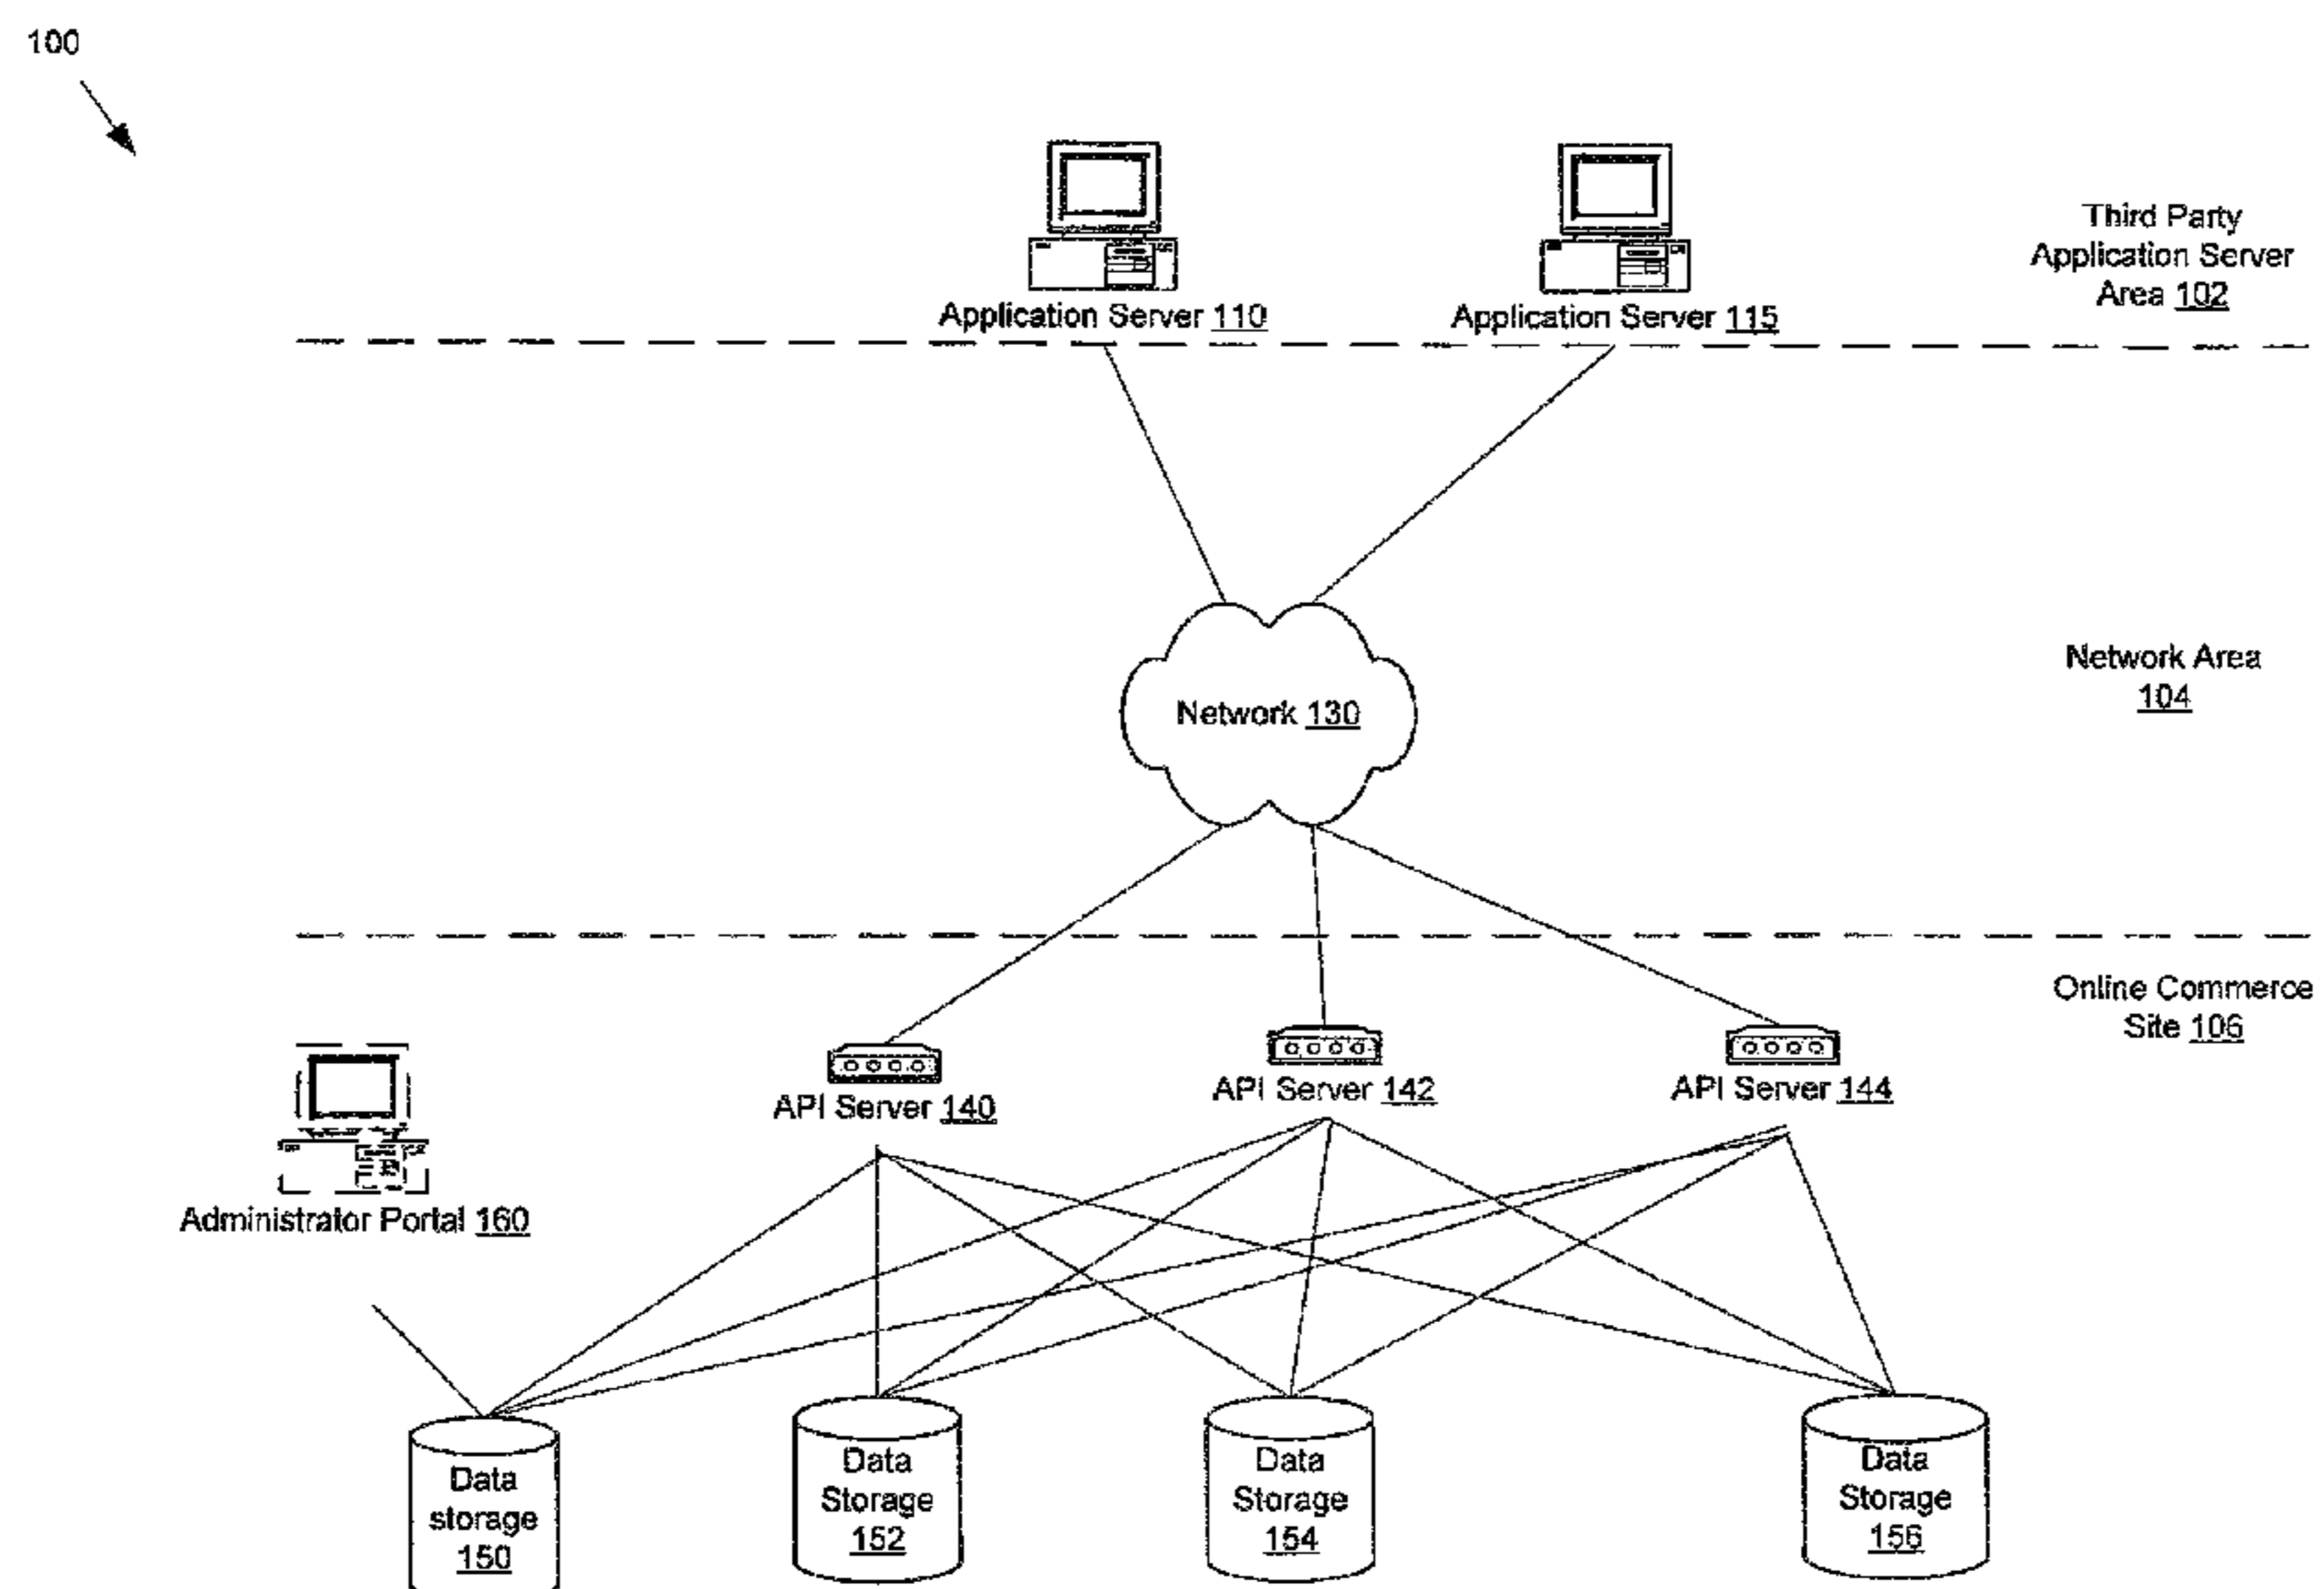 100
Third Party
Application Server
Area 102
Application Server 110
Application Server 115
Network Area
104
Network 130
Online Commerce
Site 106
API Server 140
API Server 142
API Server 144
Administrator Portal 160
Data
storage
150
Data
Storage
152
Data
Storage
154
Data
Storage
156